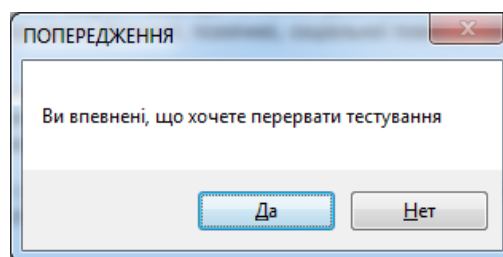 ПОПЕРЕДЖЕННЯ
Ви впевнені, що хочете перервати тестування
Да
Нет